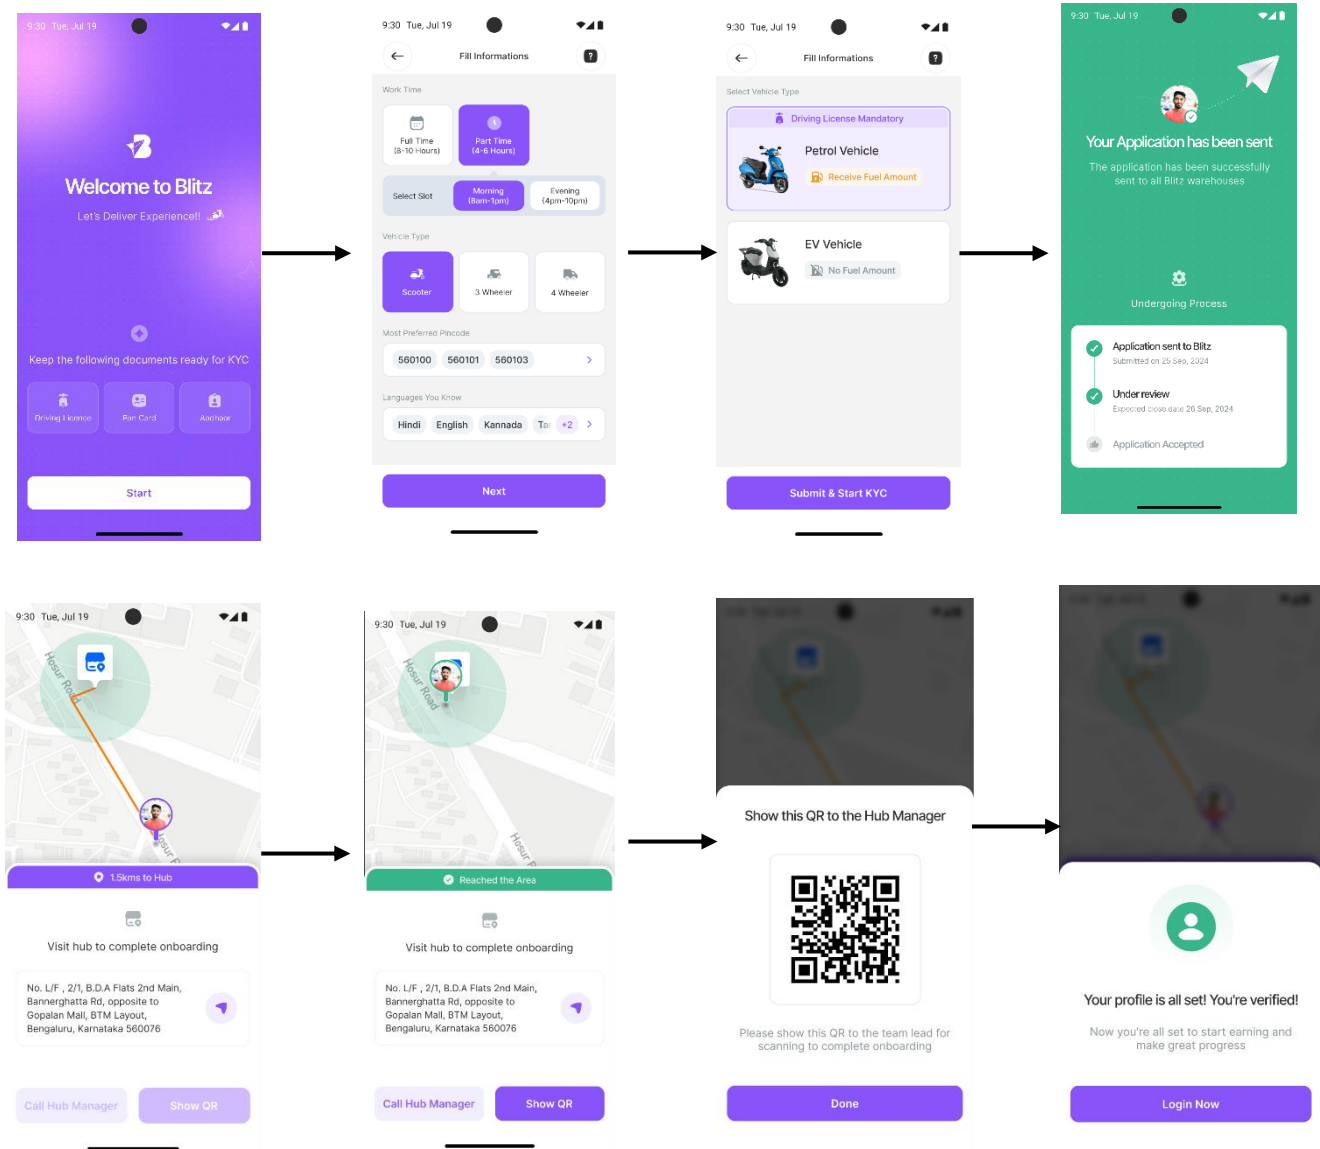 9:30 Tue, Jul 19
Welcome to Blitz
Let's Deliver Experience!!
Keep the following documents ready for KYC
Driving Licence
Pan Card
Aadhaar
Start
9:30 Tue, Jul 19
Fill Informations
?
Work Time
Full Time
(8-10 Hours)
Part Time
(4-6 Hours)
Select Slot
Morning
(8am-1pm)
Evening
(4pm-10pm)
Vehicle Type
Scooter
3 Wheeler
4 Wheeler
Most Preferred Pincode
560100 560101 560103
Languages You Know
Hindi English Kannada Ta +2
Next
9:30 Tue, Jul 19
Fill Informations
?
Select Vehicle Type
Driving License Mandatory
Petrol Vehicle
Receive Fuel Amount
EV Vehicle
No Fuel Amount
Submit & Start KYC
9:30 Tue, Jul 19
Your Application has been sent
The application has been successfully
sent to all Blitz warehouses
Undergoing Process
Application sent to Blitz
Submitted on 25 Sep, 2024
Under review
Expected close date 26 Sep, 2024
Application Accepted
9:30 Tue, Jul 19
Hosur Road
Hosur R
1.5kms to Hub
Visit hub to complete onboarding
No. L/F , 2/1, B.D.A Flats 2nd Main,
Bannerghatta Rd, opposite to
Gopalan Mall, BTM Layout,
Bengaluru, Karnataka 560076
Call Hub Manager
Show QR
9:30 Tue, Jul 19
Hosur Road
Hosur R
Reached the Area
Visit hub to complete onboarding
No. L/F , 2/1, B.D.A Flats 2nd Main,
Bannerghatta Rd, opposite to
Gopalan Mall, BTM Layout,
Bengaluru, Karnataka 560076
Call Hub Manager
Show QR
Show this QR to the Hub Manager
Please show this QR to the team lead for
scanning to complete onboarding
Done
Your profile is all set! You're verified!
Now you're all set to start earning and
make great progress
Login Now